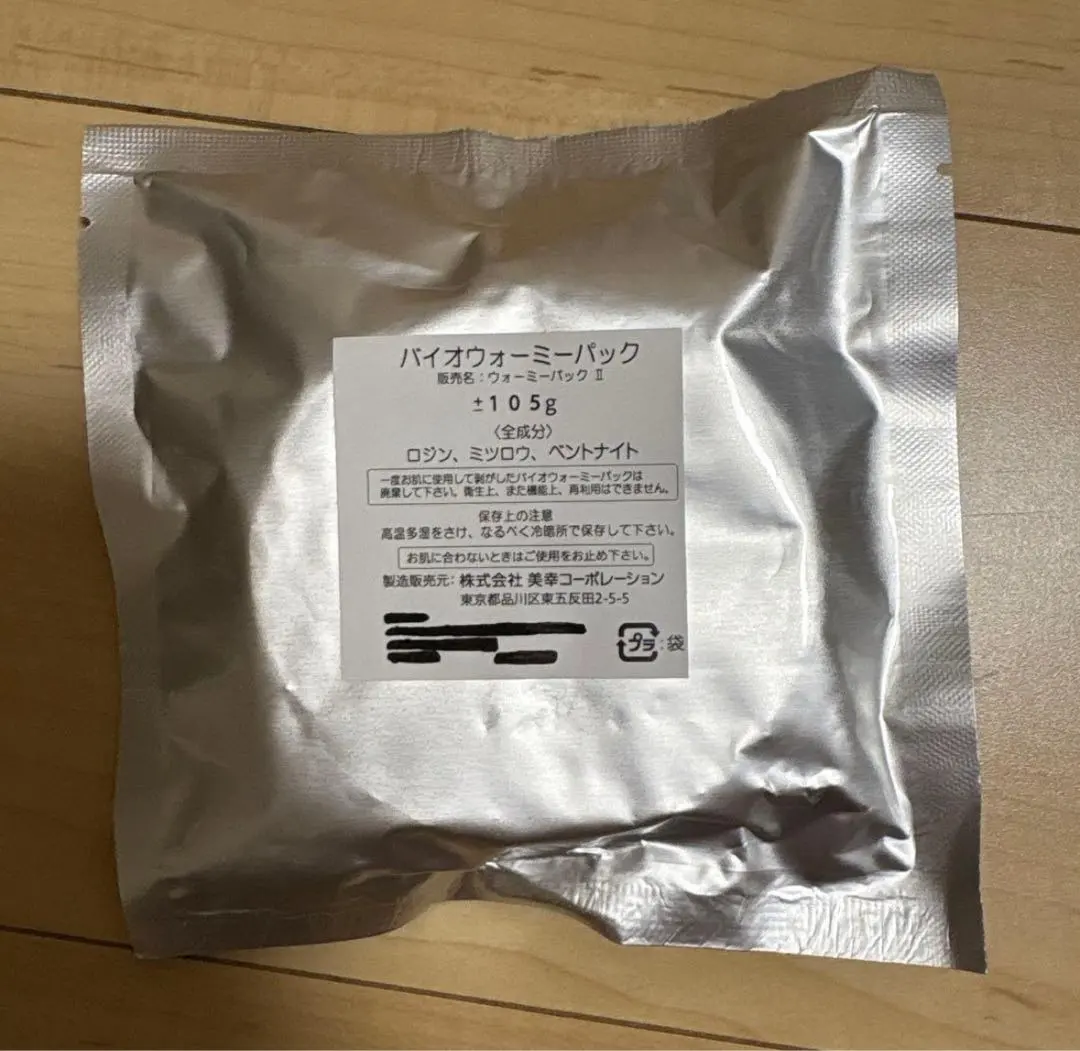 バイオウォーミーパック
販売名：ウォーミーパック Ⅱ
±105g
〈全成分〉
ロジン、ミツロウ、ベントナイト
一度お肌に使用して剥がしたバイオウォーミーパックは
廃棄して下さい。衛生上、また機能上、再利用はできません。
保存上の注意
高温多湿をさけ、なるべく冷暗所で保存して下さい。
お肌に合わないときはご使用をお止め下さい。
製造販売元：株式会社 美幸コーポレーション
東京都品川区東五反田2-5-5
プラ：袋